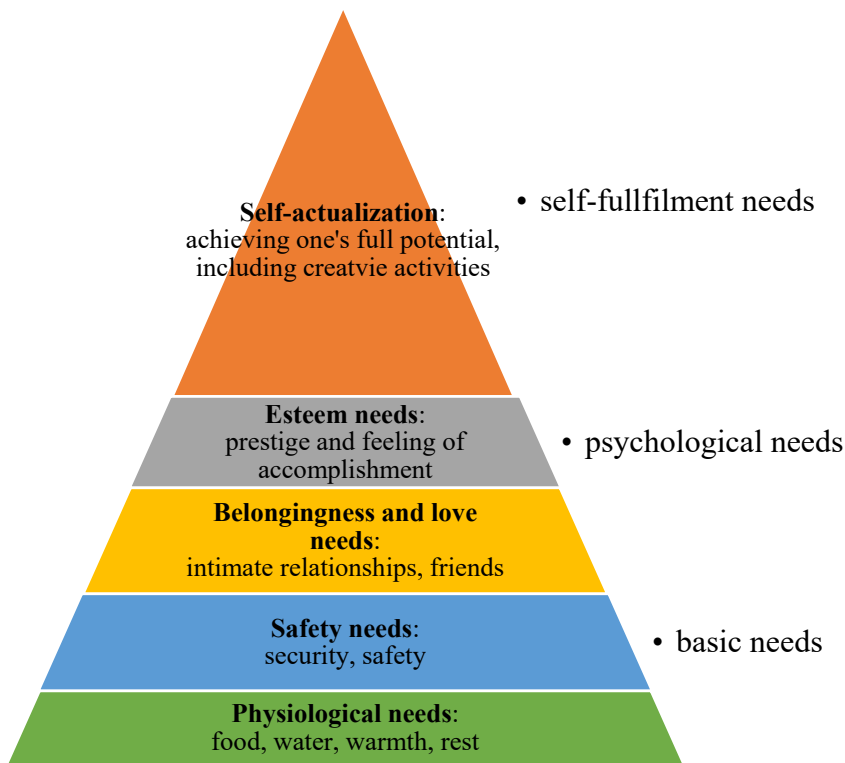 Self-actualization:
achieving one's full potential,
including creatvie activities
• self-fullfilment needs
Esteem needs:
prestige and feeling of
accomplishment
• psychological needs
Belongingness and love
needs:
intimate relationships, friends
Safety needs:
security, safety
• basic needs
Physiological needs:
food, water, warmth, rest